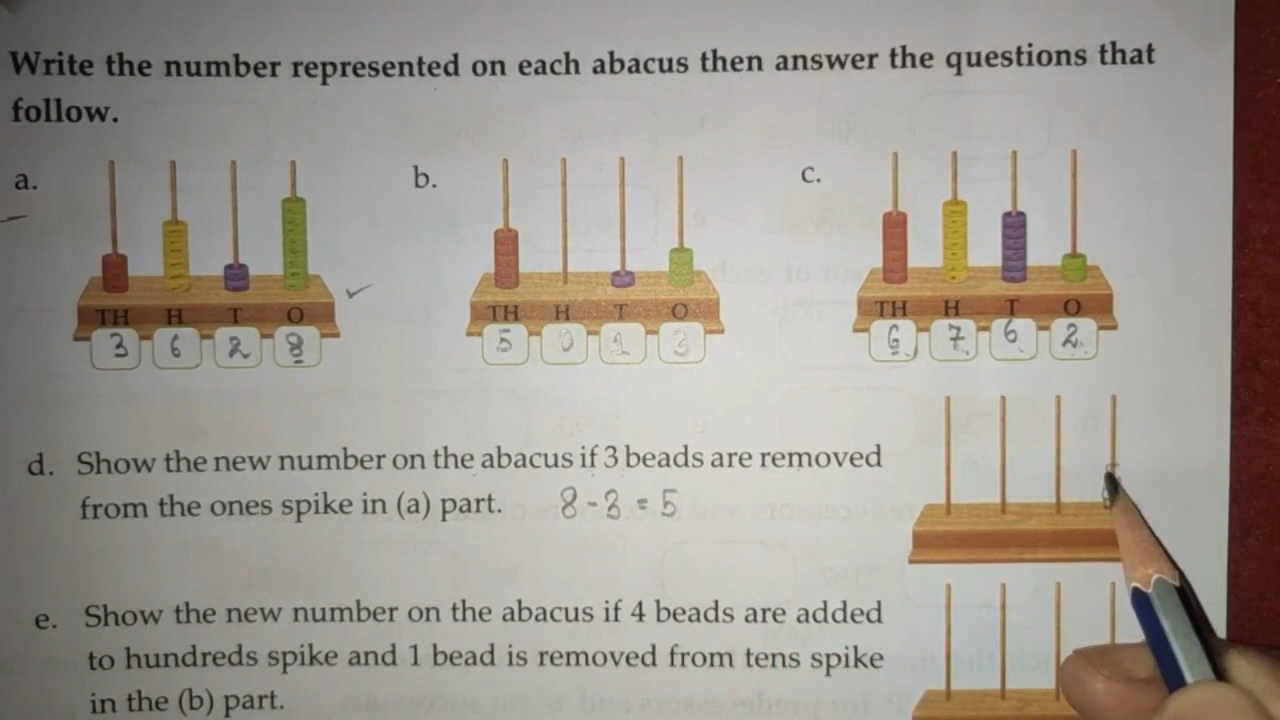 Write the number represented on each abacus then answer the questions that
follow.
a. b. c.
TH H T O TH H T O TH H T O
3 6 2 8 5 0 1 3 6 7 6 2
d. Show the new number on the abacus if 3 beads are removed
from the ones spike in (a) part. 8-3=5
e. Show the new number on the abacus if 4 beads are added
to hundreds spike and 1 bead is removed from tens spike
in the (b) part.